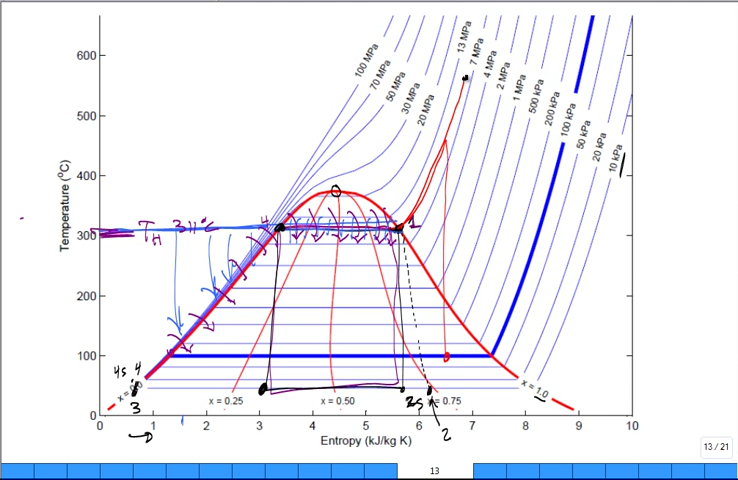 600
500
400
300
200
100
0
Temperature (°C)
0 1 2 3 4 5 6 7 8 9 10
Entropy (kJ/kg K)
100 MPa
70 MPa
50 MPa
30 MPa
20 MPa
13 MPa
7 MPa
4 MPa
2 MPa
1 MPa
500 kPa
200 kPa
100 kPa
50 kPa
20 kPa
10 kPa
x = 0.25
x = 0.50
= 0.75
x = 1.0
TH
4
1
4s 4
3
2s
2
13 / 21
13